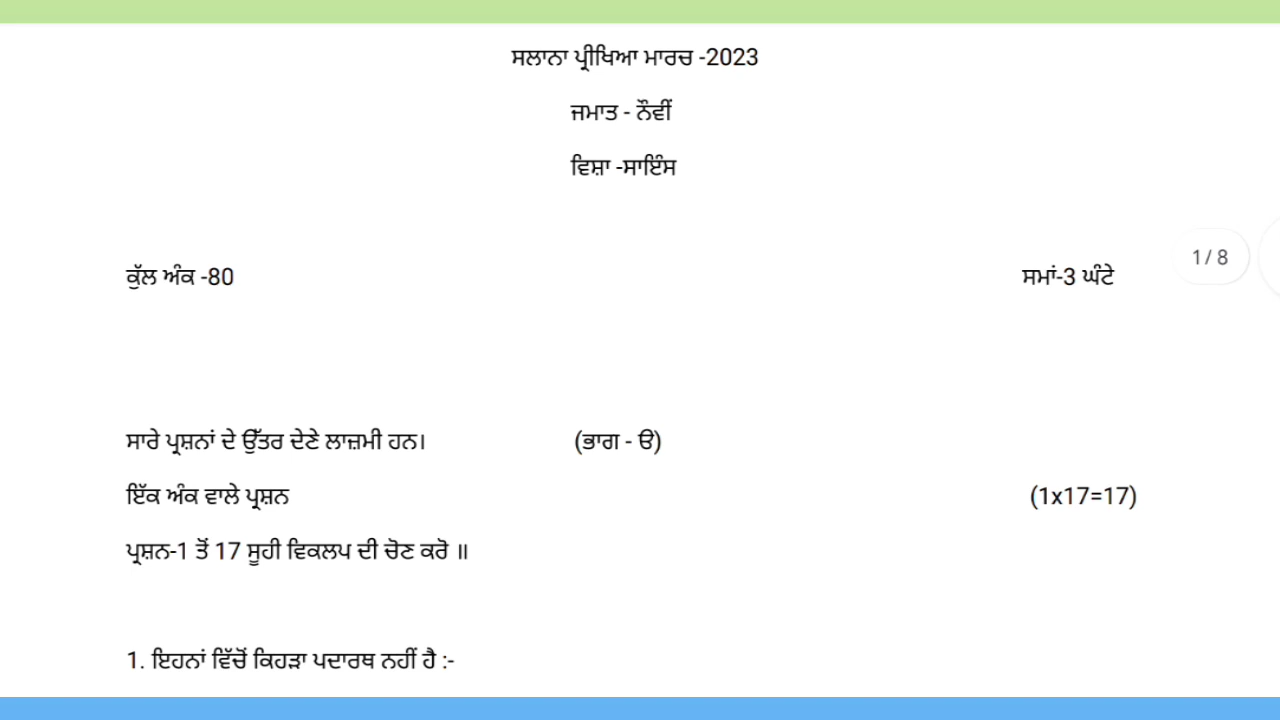 ਸਲਾਨਾ ਪ੍ਰੀਖਿਆ ਮਾਰਚ -2023
ਜਮਾਤ - ਨੌਵੀਂ
ਵਿਸ਼ਾ -ਸਾਇੰਸ
ਕੁੱਲ ਅੰਕ -80 ਸਮਾਂ-3 ਘੰਟੇ
1 / 8
ਸਾਰੇ ਪ੍ਰਸ਼ਨਾਂ ਦੇ ਉੱਤਰ ਦੇਣੇ ਲਾਜ਼ਮੀ ਹਨ। (ਭਾਗ - ੳ)
ਇੱਕ ਅੰਕ ਵਾਲੇ ਪ੍ਰਸ਼ਨ (1x17=17)
ਪ੍ਰਸ਼ਨ-1 ਤੋਂ 17 ਸੂਹੀ ਵਿਕਲਪ ਦੀ ਚੋਣ ਕਰੋ ॥
1. ਇਹਨਾਂ ਵਿੱਚੋਂ ਕਿਹੜਾ ਪਦਾਰਥ ਨਹੀਂ ਹੈ :-